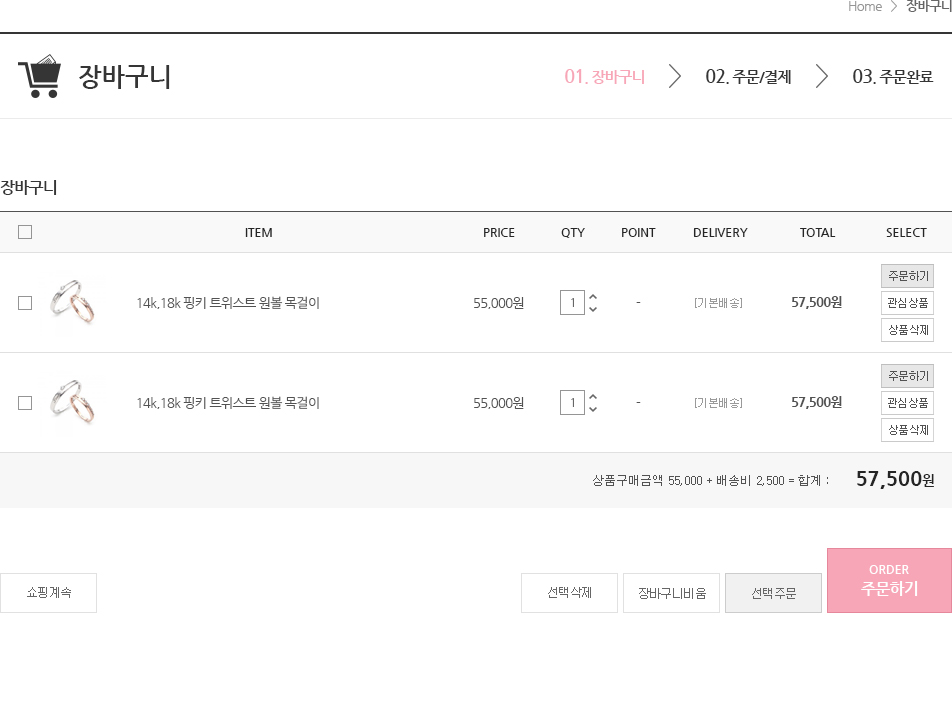 Home > 장바구니
장바구니
01. 장바구니 > 02. 주문/결제 > 03. 주문완료
장바구니
ITEM PRICE QTY POINT DELIVERY TOTAL SELECT
14k,18k 핑키 트위스트 원볼 목걸이 55,000원 1 - [기본배송] 57,500원
주문하기
관심상품
상품삭제
14k,18k 핑키 트위스트 원볼 목걸이 55,000원 1 - [기본배송] 57,500원
주문하기
관심상품
상품삭제
상품구매금액 55,000 + 배송비 2,500 = 합계 : 57,500원
쇼핑계속
선택삭제
장바구니비움
선택주문
ORDER
주문하기